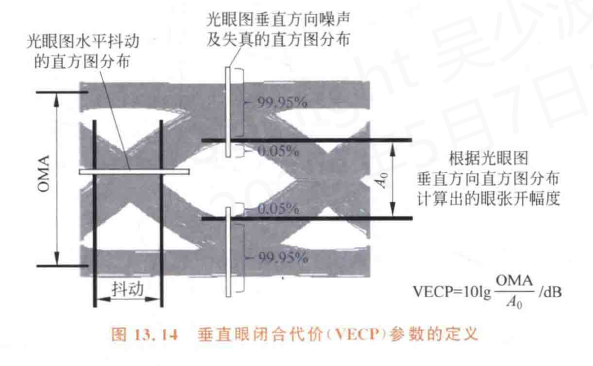 光眼图垂直方向噪声
及失真的直方图分布
光眼图水平抖动
的直方图分布
99.95%
0.05%
OMA
A₀
根据光眼图
垂直方向直方图分布
计算出的眼张开幅度
0.05%
99.95%
抖动
VECP=10lg OMA/A₀ /dB
图 13.14 垂直眼闭合代价(VECP)参数的定义